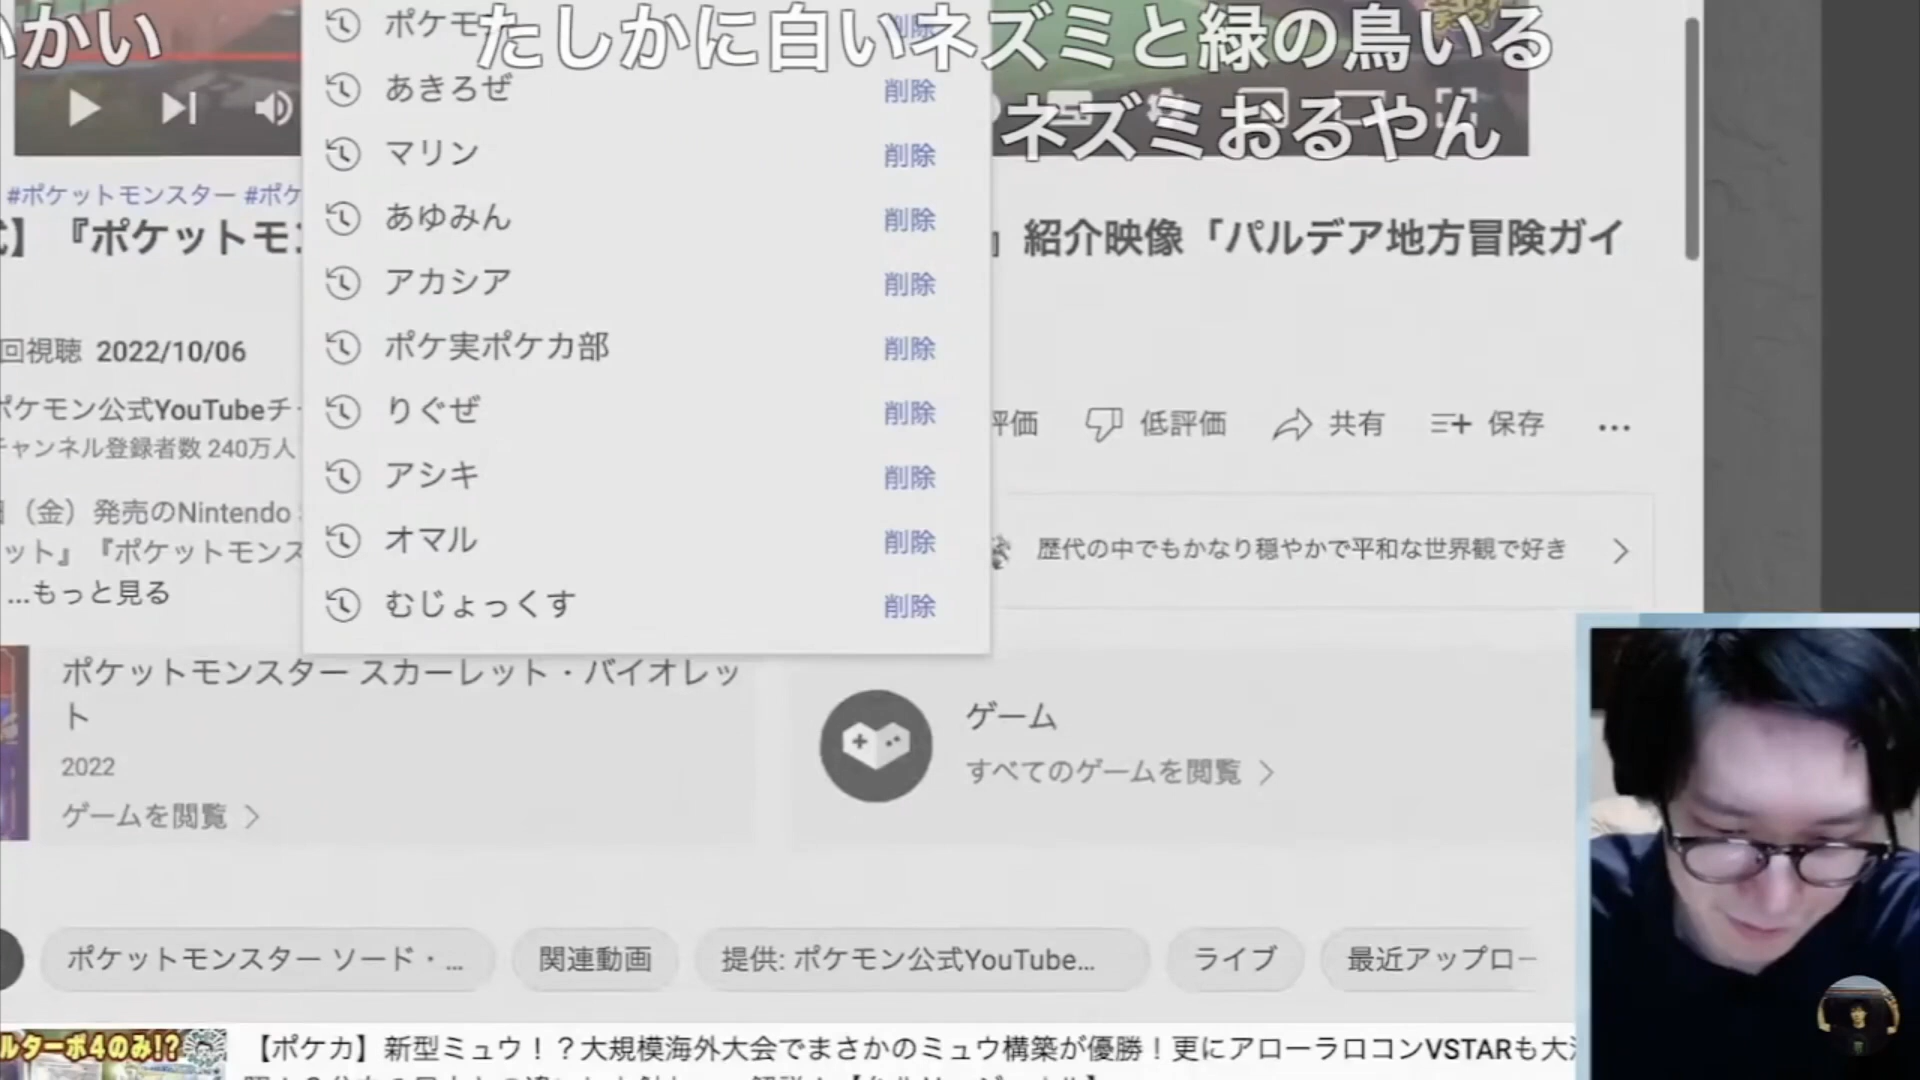 かい
たしかに白いネズミと緑の鳥いる
ネズミおるやん
ポケモ
削除
あきろぜ
削除
マリン
削除
あゆみん
削除
アカシア
削除
ポケ実ポケカ部
削除
りぐぜ
削除
アシキ
削除
オマル
削除
むじょっくす
削除
#ポケットモンスター #ポケ
】『ポケットモン
』紹介映像「パルデア地方冒険ガイ
回視聴 2022/10/06
ポケモン公式YouTubeチ
チャンネル登録者数 240万人
評価
低評価
共有
保存
...
（金）発売のNintendo
ット』『ポケットモンス
...もっと見る
歴代の中でもかなり穏やかで平和な世界観で好き
ポケットモンスター スカーレット・バイオレッ
ト
2022
ゲームを閲覧
ゲーム
すべてのゲームを閲覧
ポケットモンスター ソード・...
関連動画
提供: ポケモン公式YouTube...
ライブ
最近アップロー
ルターボ4のみ!?
【ポケカ】新型ミュウ！？大規模海外大会でまさかのミュウ構築が優勝！更にアローラロコンVSTARも大